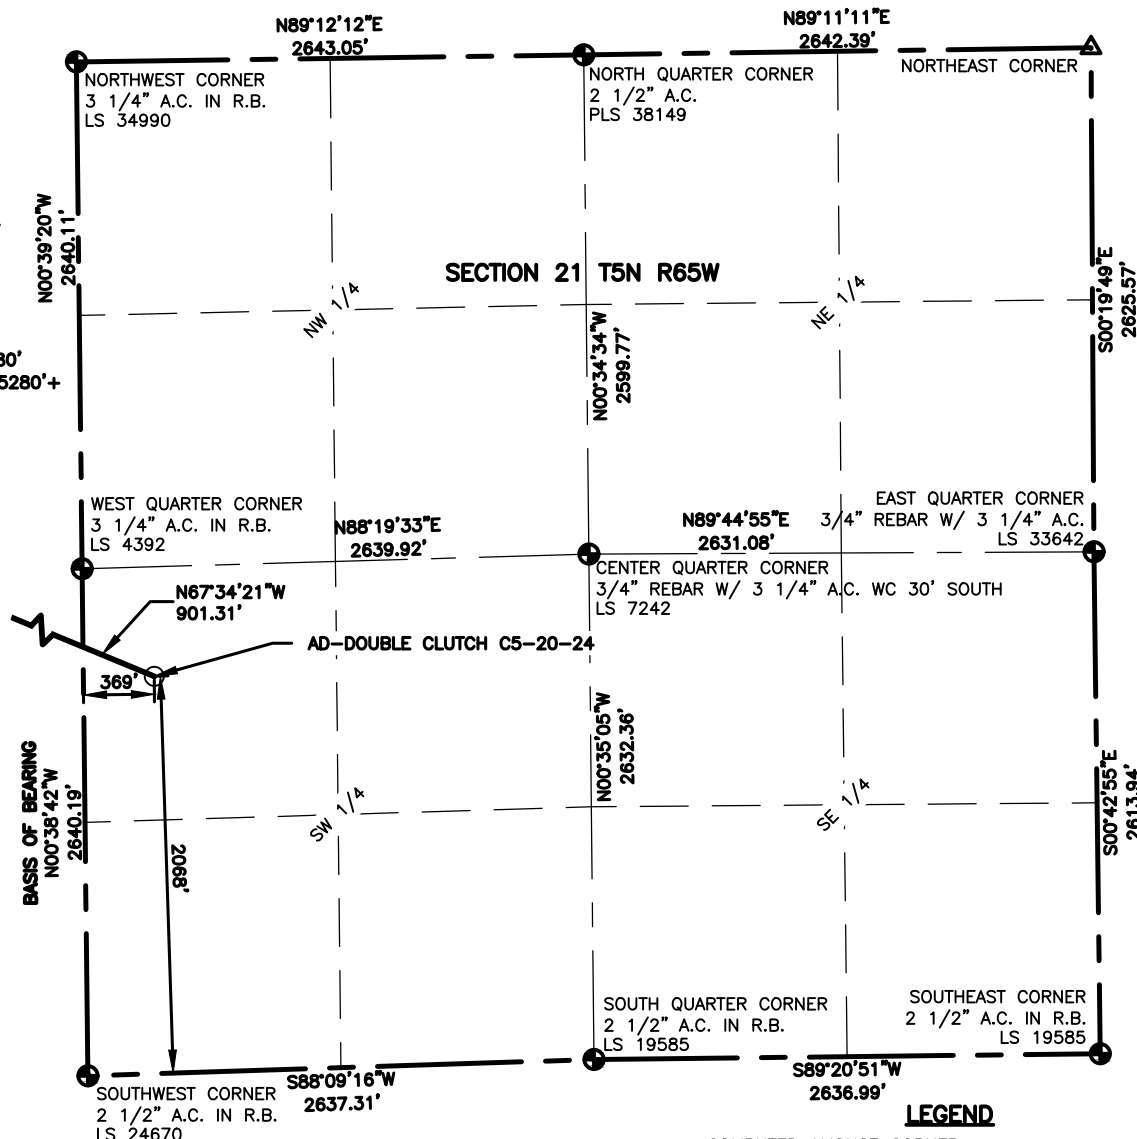 N89°12'12"E
2643.05'
N89°11'11"E
2642.39'
NORTHWEST CORNER
3 1/4" A.C. IN R.B.
LS 34990
NORTH QUARTER CORNER
2 1/2" A.C.
PLS 38149
NORTHEAST CORNER
N00°39'20"W
2640.11'
SECTION 21 T5N R65W
NW 1/4
NE 1/4
N00°34'34"W
2599.77'
S00°19'49"E
2625.57'
5280'+
WEST QUARTER CORNER
3 1/4" A.C. IN R.B.
LS 4392
N88°19'33"E
2639.92'
N89°44'55"E
2631.08'
EAST QUARTER CORNER
3/4" REBAR W/ 3 1/4" A.C.
LS 33642
CENTER QUARTER CORNER
3/4" REBAR W/ 3 1/4" A.C. WC 30' SOUTH
LS 7242
N67°34'21"W
901.31'
AD-DOUBLE CLUTCH C5-20-24
369'
BASIS OF BEARING
N00°38'42"W
2640.19'
2068'
SW 1/4
SE 1/4
N00°35'05"W
2632.36'
S00°42'55"E
2613.94'
SOUTH QUARTER CORNER
2 1/2" A.C. IN R.B.
LS 19585
SOUTHEAST CORNER
2 1/2" A.C. IN R.B.
LS 19585
SOUTHWEST CORNER
2 1/2" A.C. IN R.B.
LS 24670
S88°09'16"W
2637.31'
S89°20'51"W
2636.99'
LEGEND